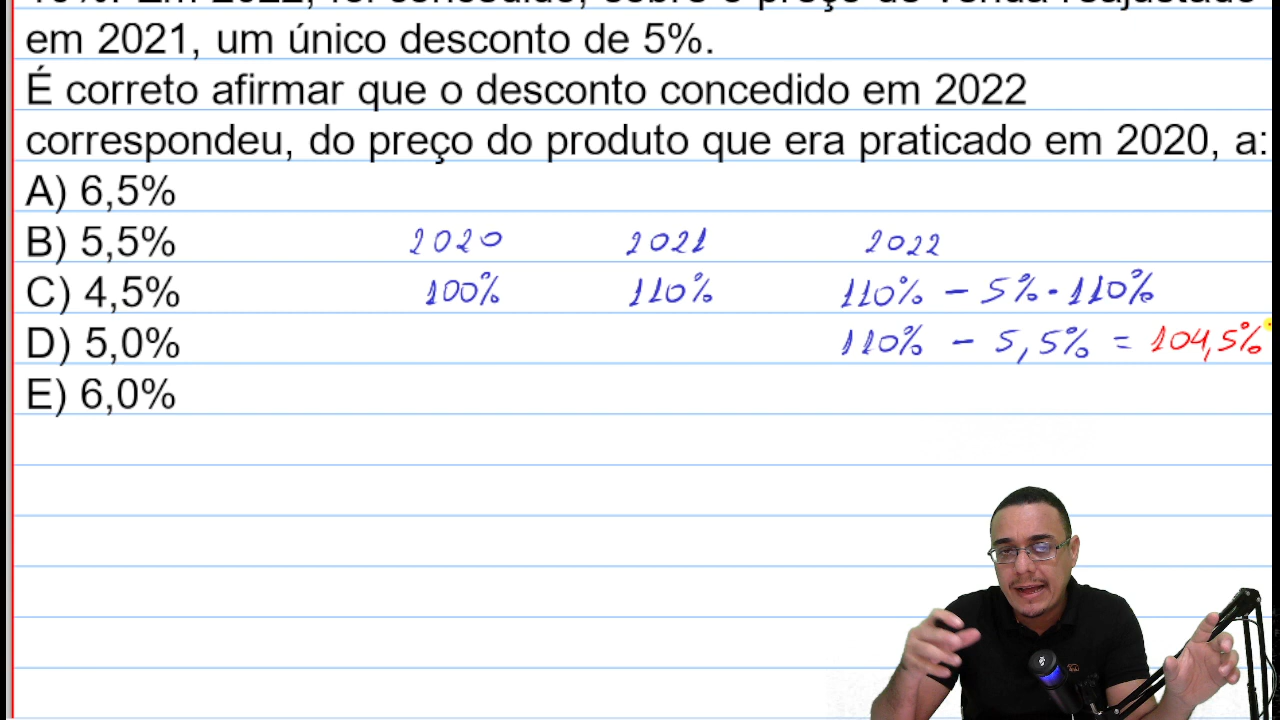 em 2021, um único desconto de 5%.
É correto afirmar que o desconto concedido em 2022
correspondeu, do preço do produto que era praticado em 2020, a:
A) 6,5%
B) 5,5% 2020 2021 2022
C) 4,5% 100% 110% 110% - 5% · 110%
D) 5,0% 110% - 5,5% = 104,5%
E) 6,0%